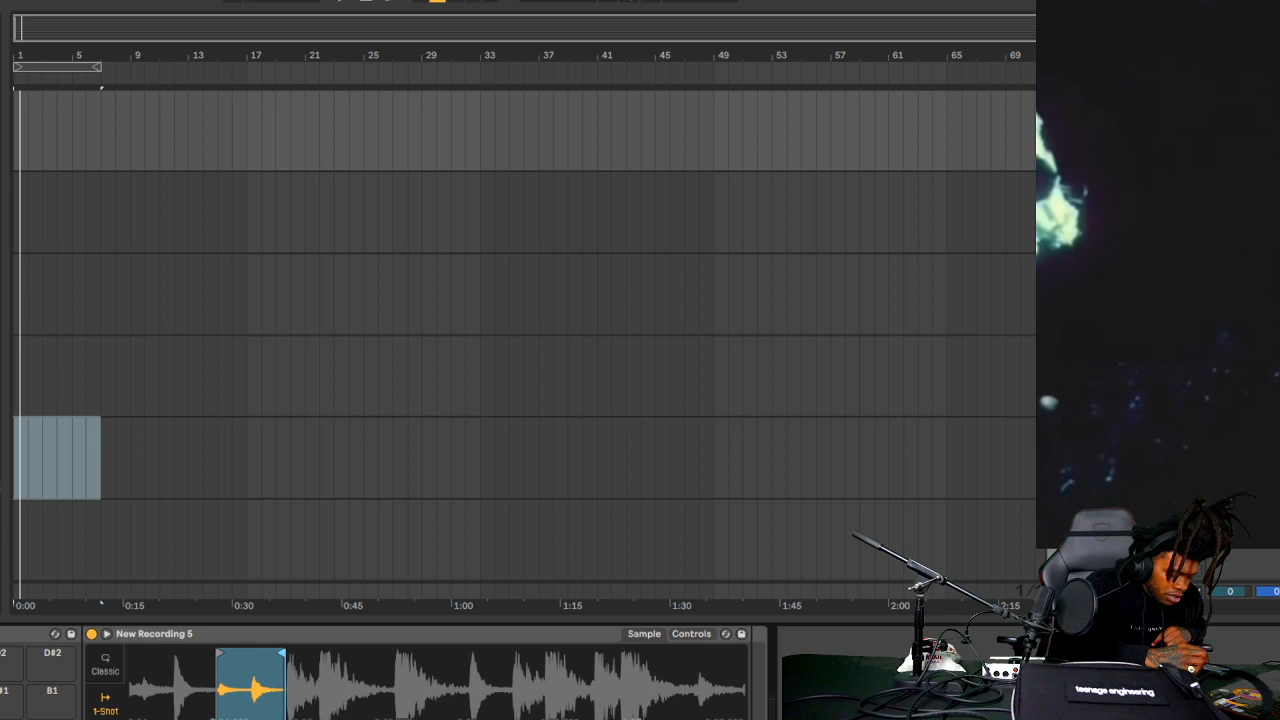 1 5 9 13 17 21 25 29 33 37 41 45 49 53 57 61 65 69
0:00 0:15 0:30 0:45 1:00 1:15 1:30 1:45 2:00 2:15
0
New Recording 5 Sample Controls
D#2
Classic
B1
1-Shot
teenage engineering